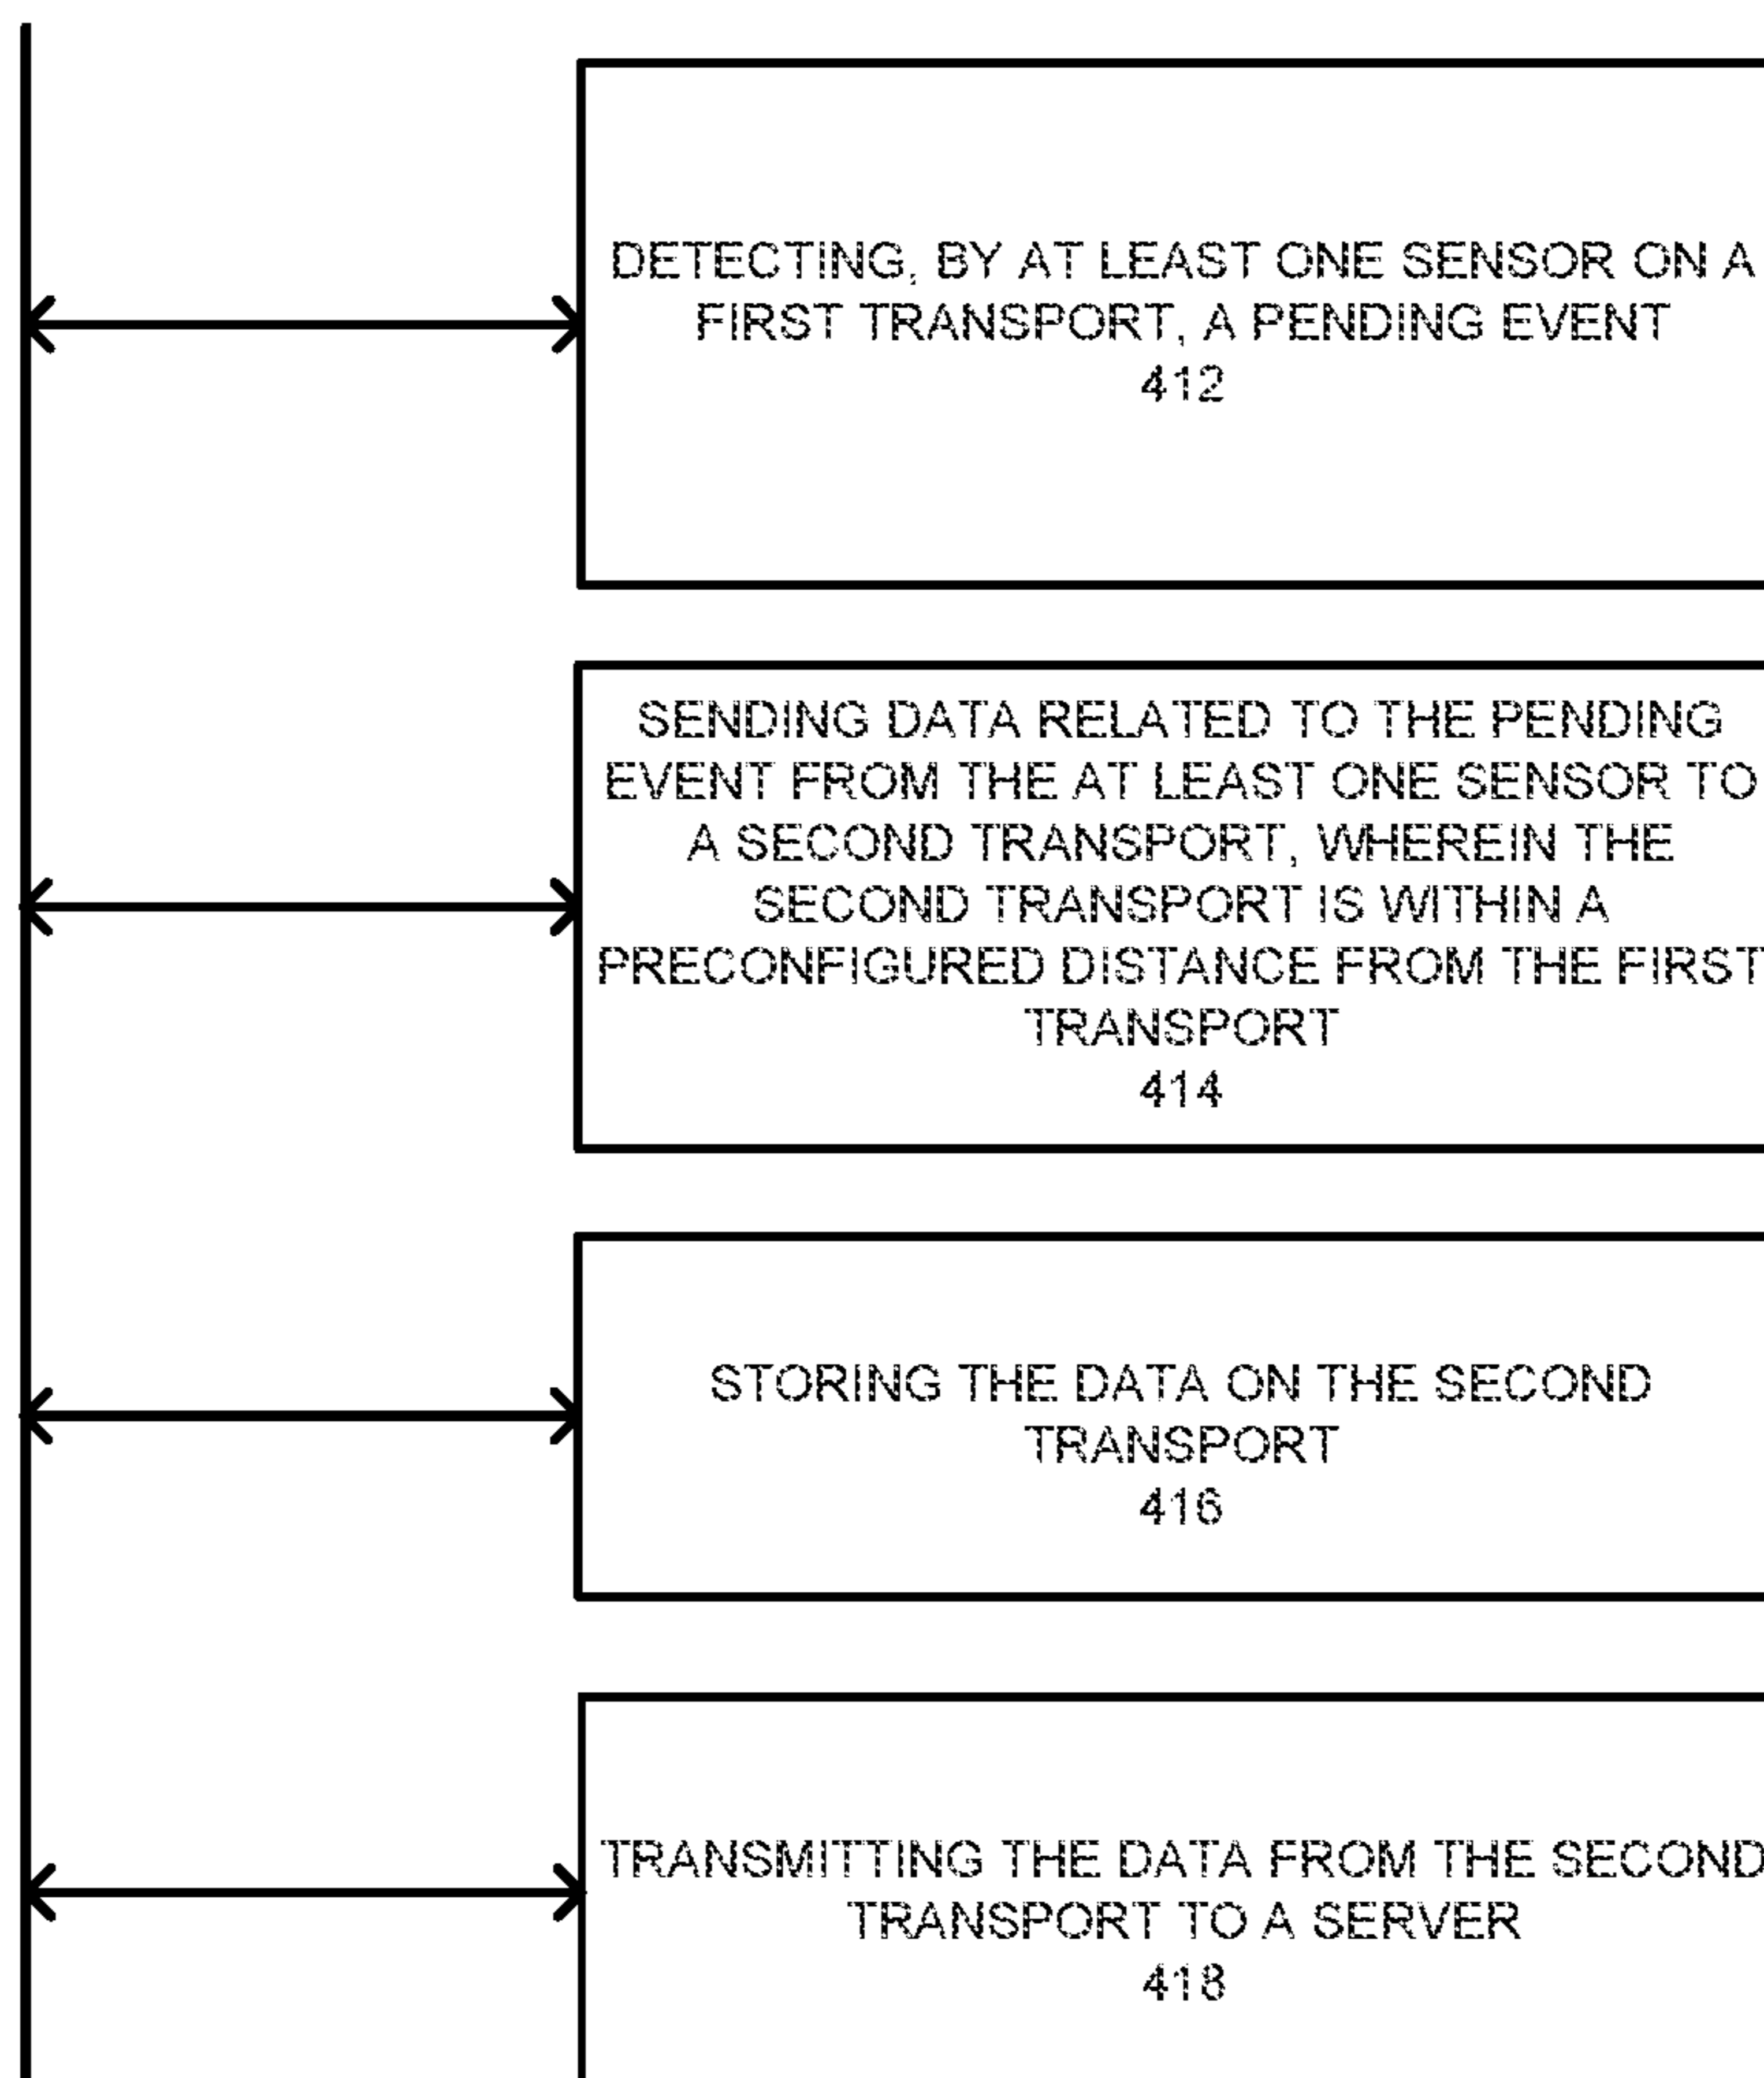 DETECTING, BY AT LEAST ONE SENSOR ON A
FIRST TRANSPORT, A PENDING EVENT
412
SENDING DATA RELATED TO THE PENDING
EVENT FROM THE AT LEAST ONE SENSOR TO
A SECOND TRANSPORT, WHEREIN THE
SECOND TRANSPORT IS WITHIN A
PRECONFIGURED DISTANCE FROM THE FIRST
TRANSPORT
414
STORING THE DATA ON THE SECOND
TRANSPORT
416
TRANSMITTING THE DATA FROM THE SECOND
TRANSPORT TO A SERVER
418